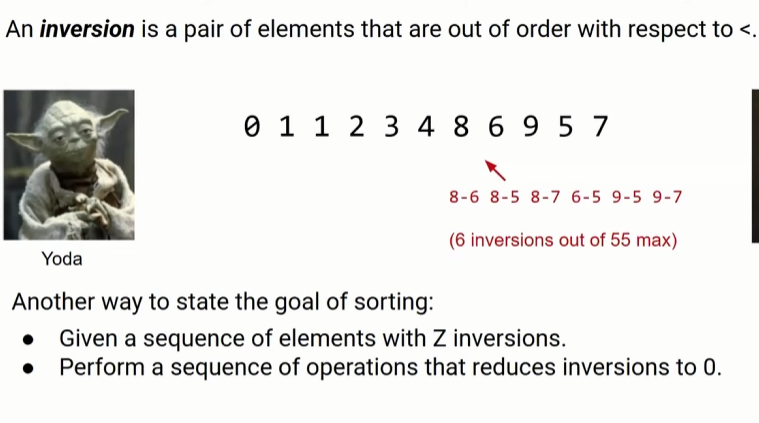 An inversion is a pair of elements that are out of order with respect to <.
0 1 1 2 3 4 8 6 9 5 7
8-6 8-5 8-7 6-5 9-5 9-7
(6 inversions out of 55 max)
Yoda
Another way to state the goal of sorting:
● Given a sequence of elements with Z inversions.
● Perform a sequence of operations that reduces inversions to 0.